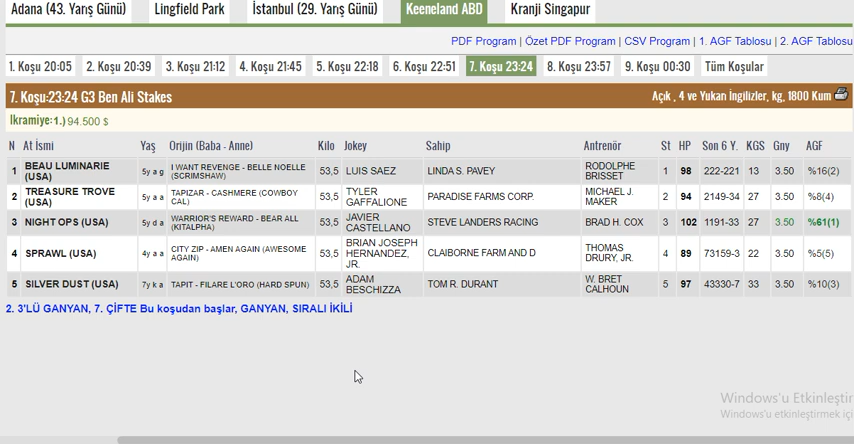 Adana (43. Yarış Günü) Lingfield Park İstanbul (29. Yarış Günü) Keeneland ABD Kranji Singapur
PDF Program | Özet PDF Program | CSV Program | 1. AGF Tablosu | 2. AGF Tablosu
1. Koşu 20:05 2. Koşu 20:39 3. Koşu 21:12 4. Koşu 21:45 5. Koşu 22:18 6. Koşu 22:51 7. Koşu 23:24 8. Koşu 23:57 9. Koşu 00:30 Tüm Koşular
7. Koşu:23:24 G3 Ben Ali Stakes Açık , 4 ve Yukarı İngilizler, kg, 1800 Kum
Ikramiye:1.) 94.500 $
N At İsmi Yaş Orijin (Baba - Anne) Kilo Jokey Sahip Antrenör St HP Son 6 Y. KGS Gny AGF
1 BEAU LUMINARIE (USA) 5y a g I WANT REVENGE - BELLE NOELLE (SCRIMSHAW) 53,5 LUIS SAEZ LINDA S. PAVEY RODOLPHE BRISSET 1 98 222-221 13 3.50 %16(2)
2 TREASURE TROVE (USA) 5y a a TAPIZAR - CASHMERE (COWBOY CAL) 53,5 TYLER GAFFALIONE PARADISE FARMS CORP. MICHAEL J. MAKER 2 94 2149-34 27 3.50 %8(4)
3 NIGHT OPS (USA) 5y d a WARRIOR'S REWARD - BEAR ALL (KITALPHA) 53,5 JAVIER CASTELLANO STEVE LANDERS RACING BRAD H. COX 3 102 1191-33 27 3.50 %61(1)
4 SPRAWL (USA) 4y a a CITY ZIP - AMEN AGAIN (AWESOME AGAIN) 53,5 BRIAN JOSEPH HERNANDEZ, JR. CLAIBORNE FARM AND D THOMAS DRURY, JR. 4 89 73159-3 22 3.50 %5(5)
5 SILVER DUST (USA) 7y k a TAPIT - FILARE L'ORO (HARD SPUN) 53,5 ADAM BESCHIZZA TOM R. DURANT W. BRET CALHOUN 5 97 43330-7 33 3.50 %10(3)
2. 3'LÜ GANYAN, 7. ÇİFTE Bu koşudan başlar, GANYAN, SIRALI İKİLİ
Windows'u Etkinleştir
Windows'u etkinleştirmek içi